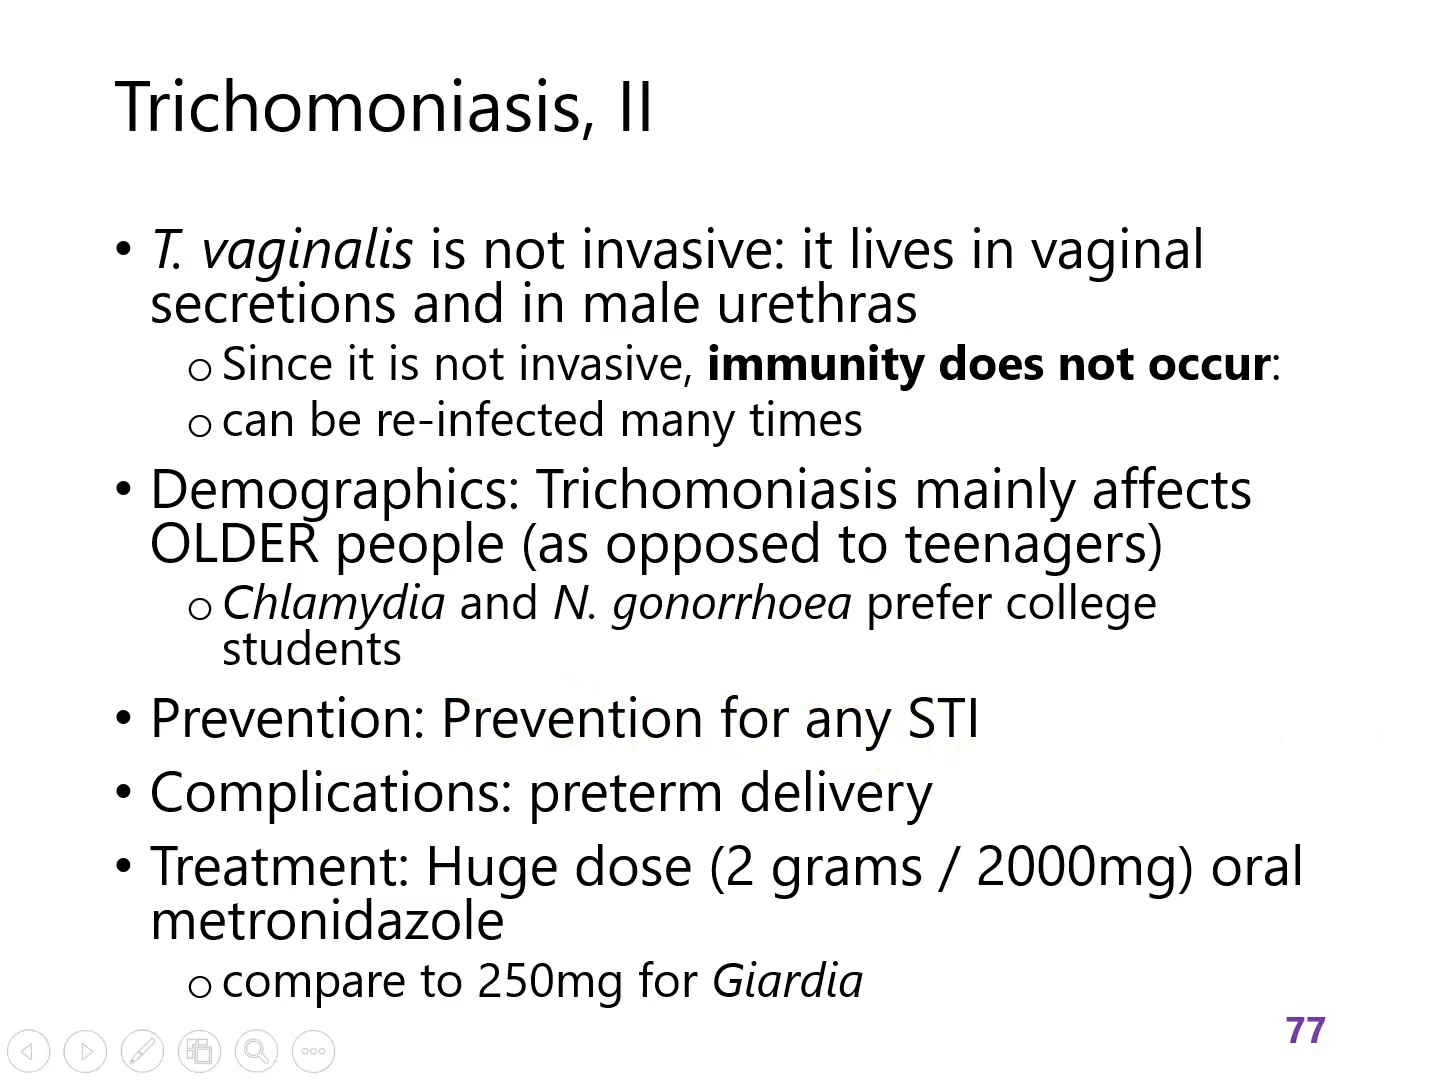 Trichomoniasis, II
• T. vaginalis is not invasive: it lives in vaginal
secretions and in male urethras
o Since it is not invasive, immunity does not occur:
o can be re-infected many times
• Demographics: Trichomoniasis mainly affects
OLDER people (as opposed to teenagers)
o Chlamydia and N. gonorrhoea prefer college
students
• Prevention: Prevention for any STI
• Complications: preterm delivery
• Treatment: Huge dose (2 grams / 2000mg) oral
metronidazole
o compare to 250mg for Giardia
77